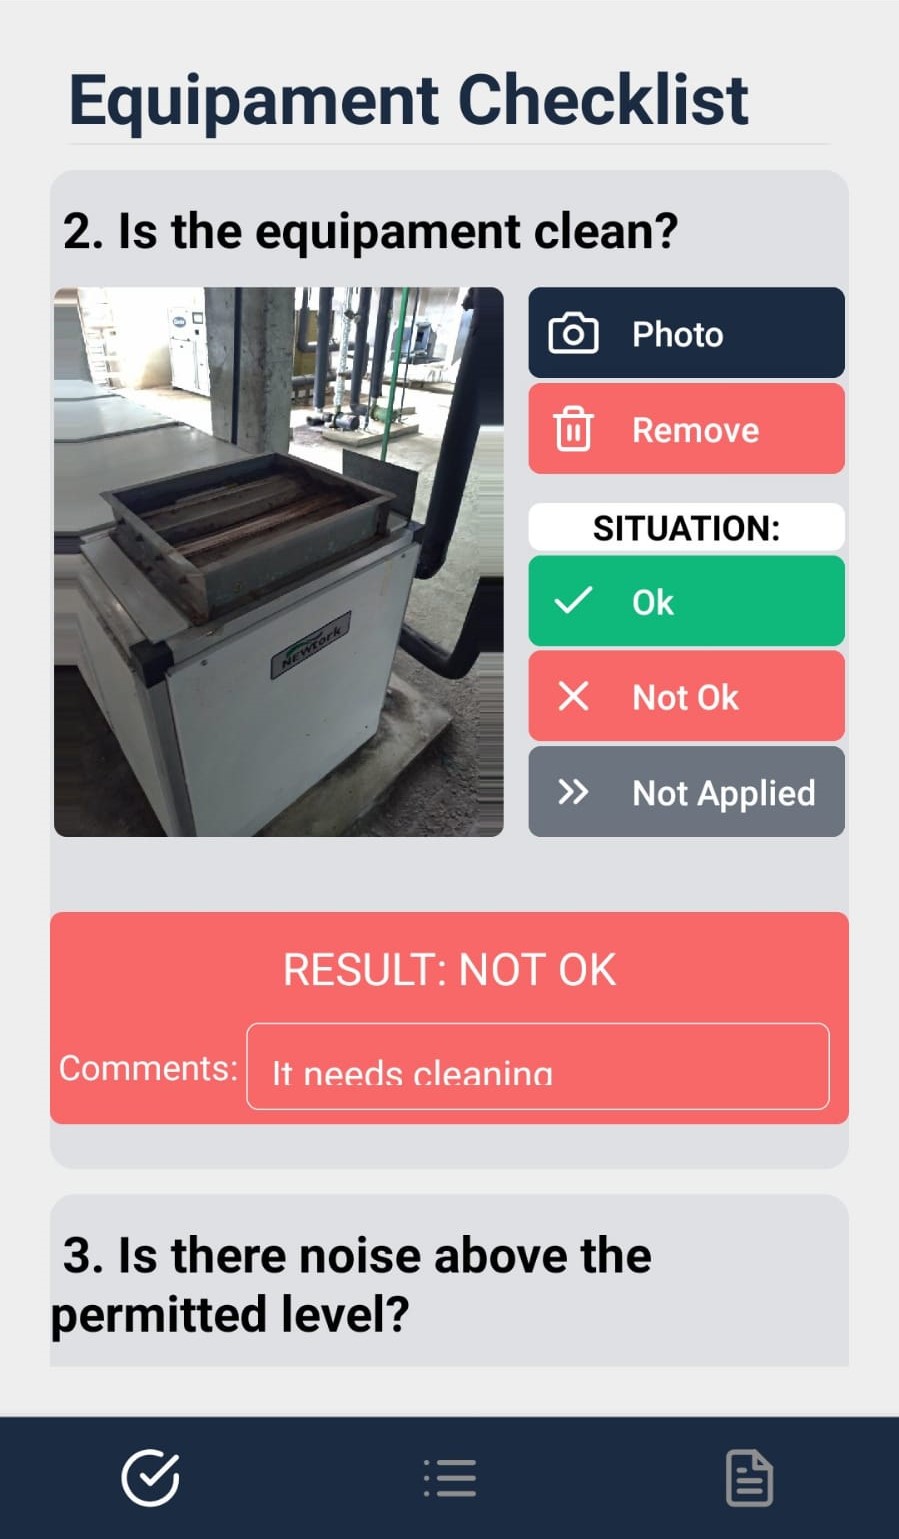 Equipament Checklist
2. Is the equipament clean?
Photo
Remove
NEWtork
SITUATION:
Ok
Not Ok
Not Applied
RESULT: NOT OK
Comments: It needs cleaning
3. Is there noise above the
permitted level?